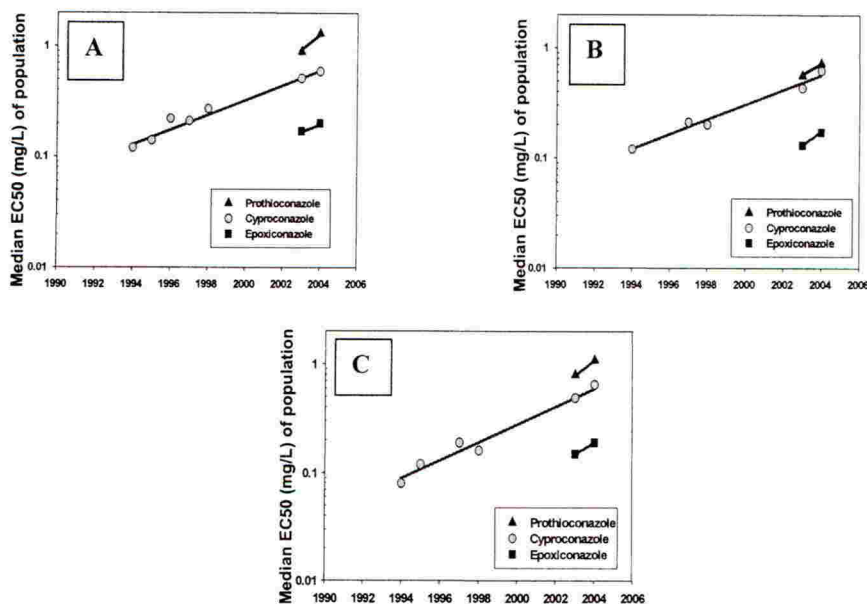 A
Median EC50 (mg/L) of population
1
0.1
0.01
1990 1992 1994 1996 1998 2000 2002 2004 2006
Prothioconazole
Cyproconazole
Epoxiconazole
B
Median EC50 (mg/L) of population
1
0.1
0.01
1990 1992 1994 1996 1998 2000 2002 2004 2006
Prothioconazole
Cyproconazole
Epoxiconazole
C
Median EC50 (mg/L) of population
1
0.1
0.01
1990 1992 1994 1996 1998 2000 2002 2004 2006
Prothioconazole
Cyproconazole
Epoxiconazole